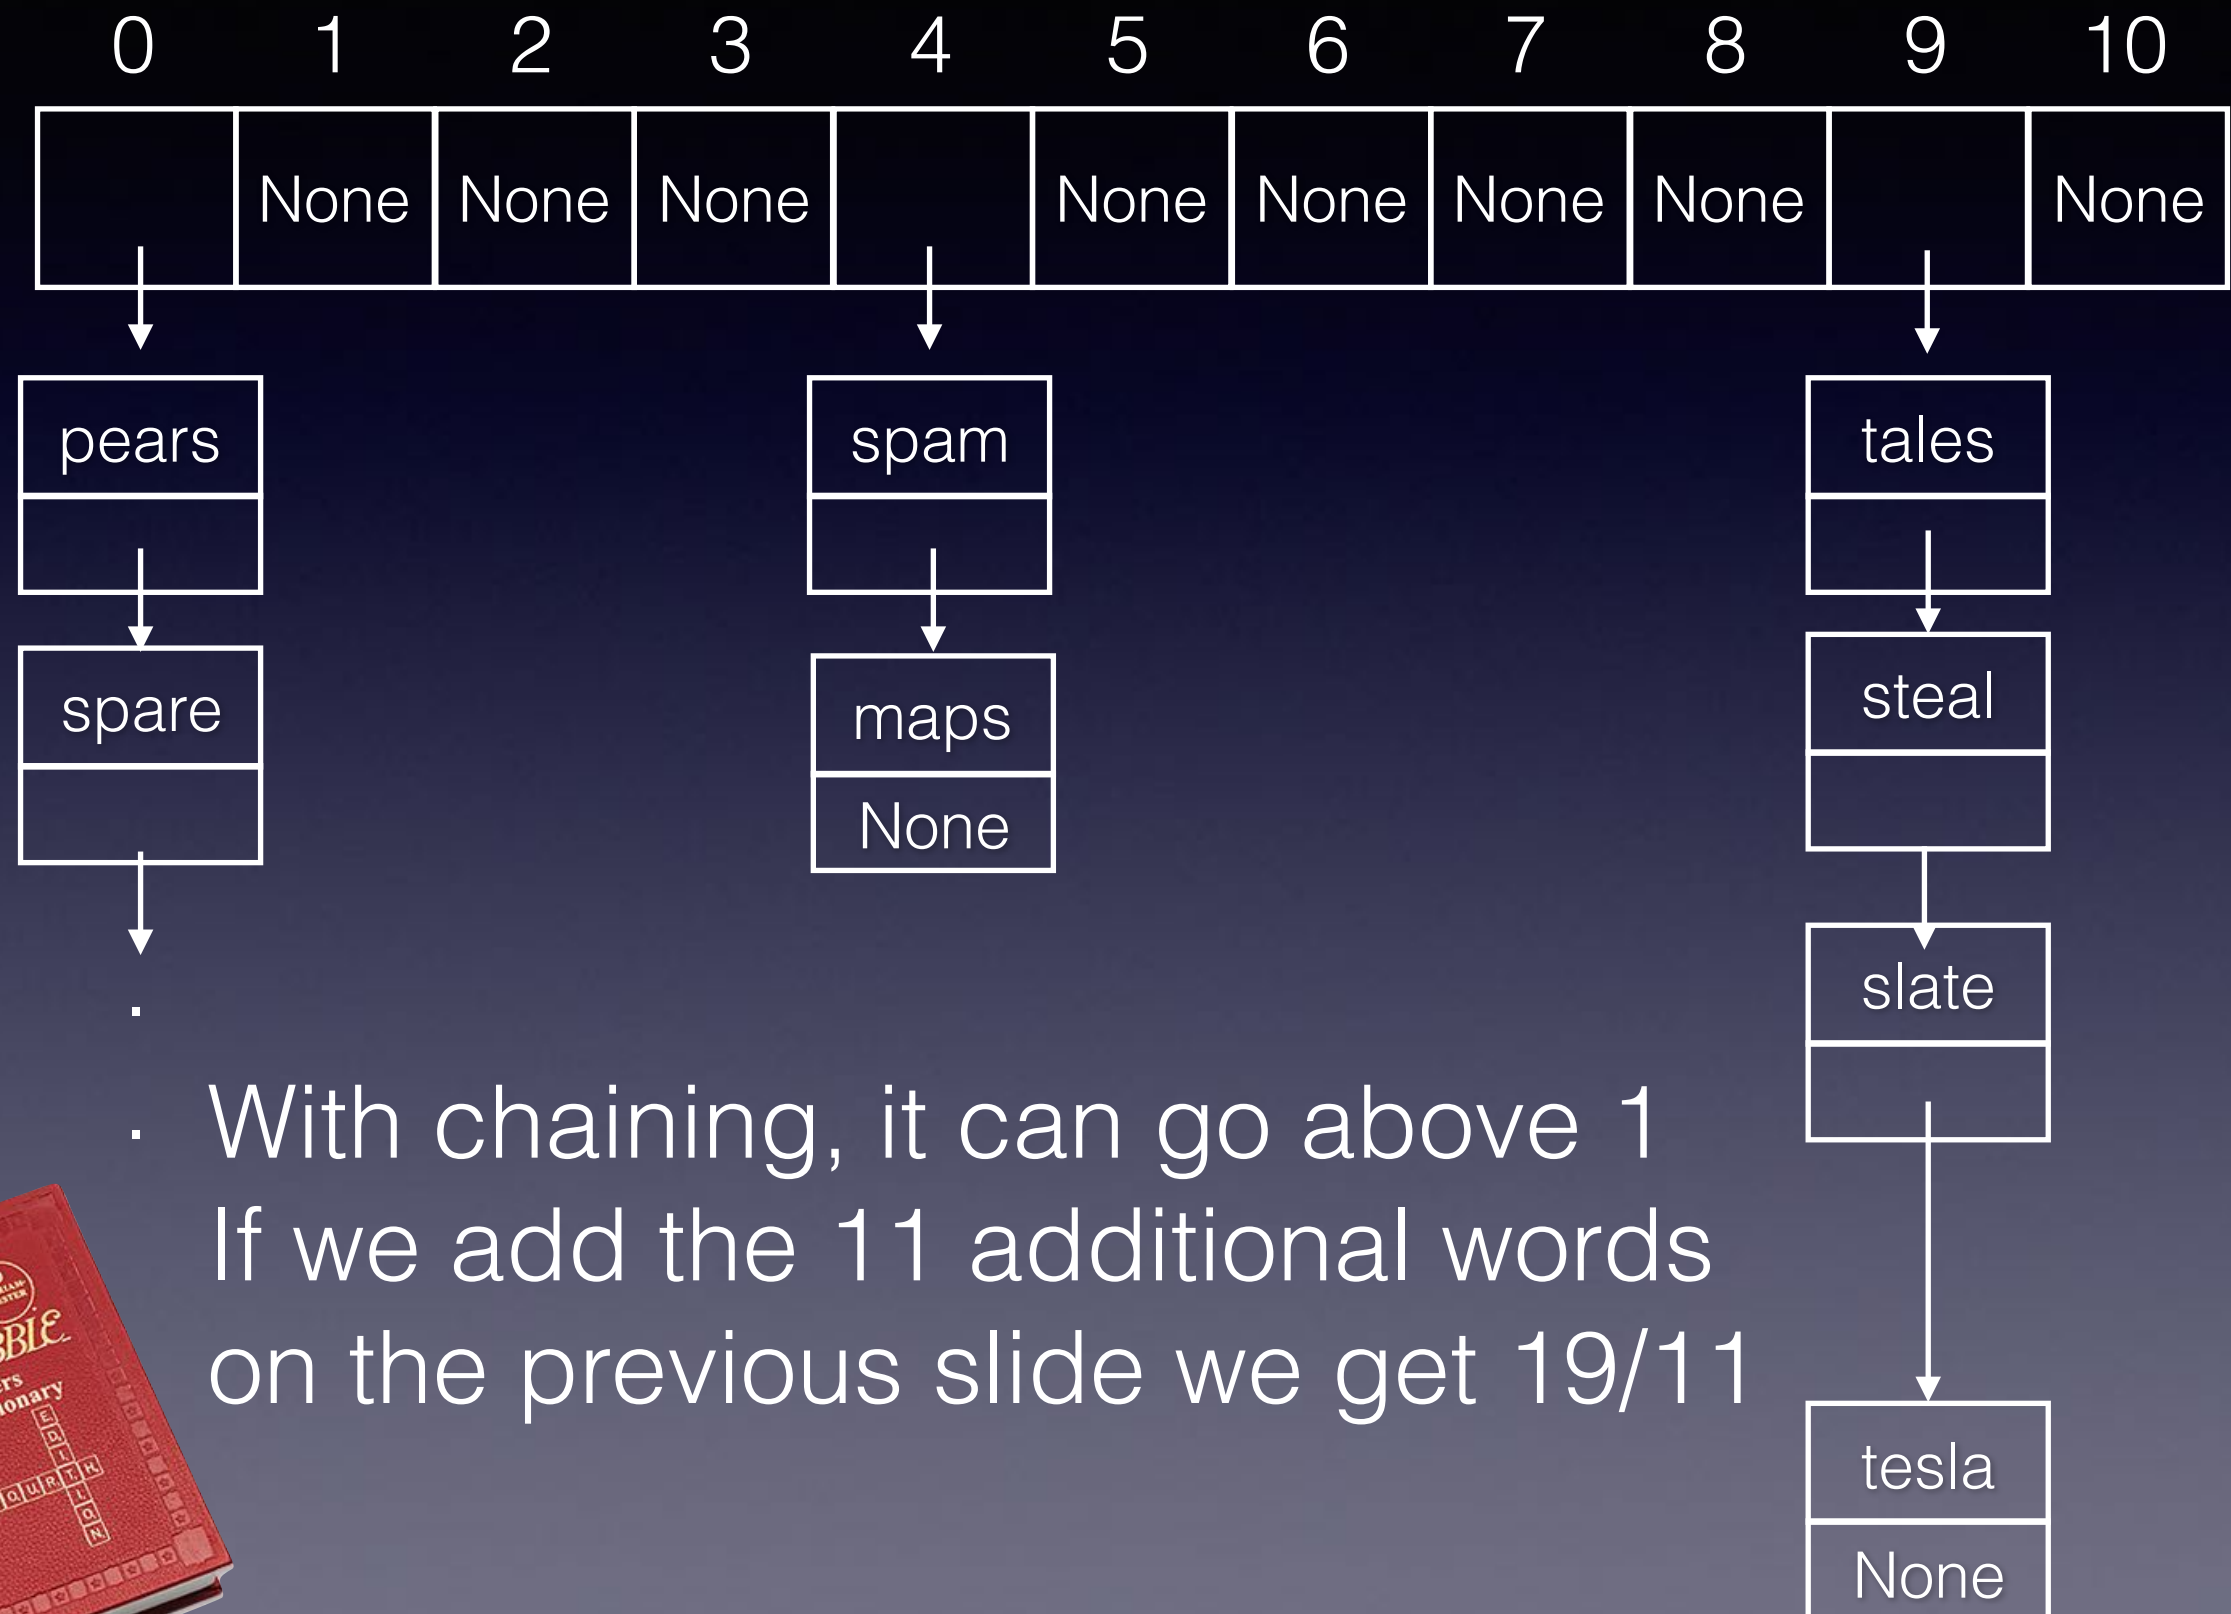 0 1 2 3 4 5 6 7 8 9 10
None None None None None None None None
pears spam tales
spare maps steal
None
slate
With chaining, it can go above 1
If we add the 11 additional words
on the previous slide we get 19/11
tesla
None